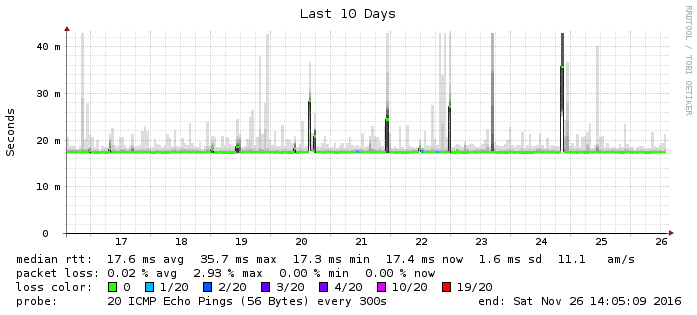 Last 10 Days
RRDTOOL / TOBI OETIKER
Seconds
40 m
30 m
20 m
10 m
0
17 18 19 20 21 22 23 24 25 26
median rtt: 17.6 ms avg 35.7 ms max 17.3 ms min 17.4 ms now 1.6 ms sd 11.1 am/s
packet loss: 0.02 % avg 2.93 % max 0.00 % min 0.00 % now
loss color: 0 1/20 2/20 3/20 4/20 10/20 19/20
probe: 20 ICMP Echo Pings (56 Bytes) every 300s end: Sat Nov 26 14:05:09 2016